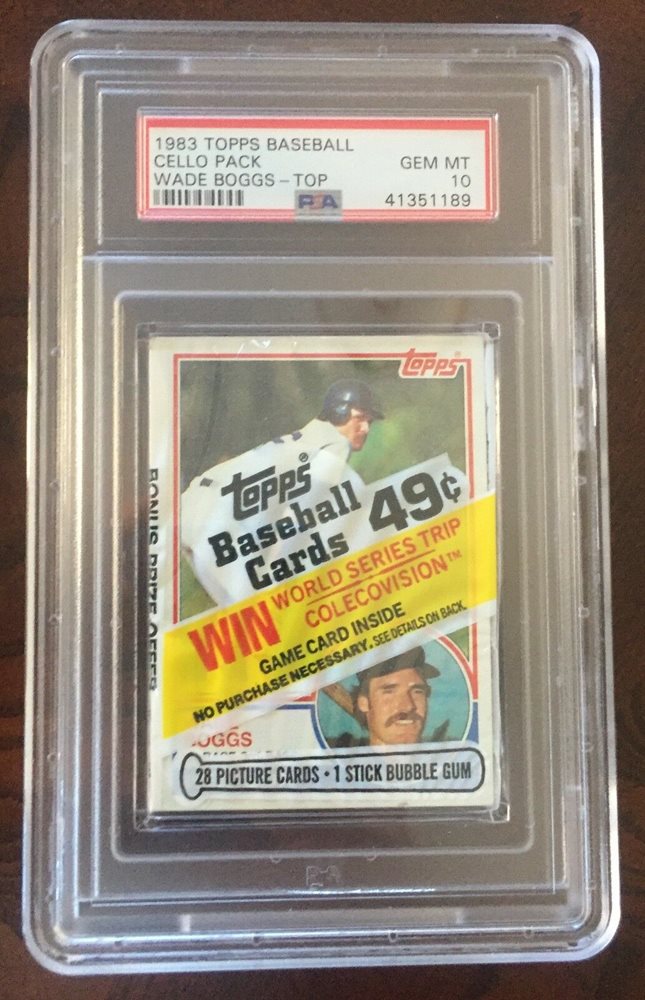 1983 TOPPS BASEBALL
CELLO PACK GEM MT
WADE BOGGS – TOP 10
PSA 41351189
topps®
topps®
Baseball
Cards 49¢
WIN WORLD SERIES TRIP
COLECOVISION™
GAME CARD INSIDE
NO PURCHASE NECESSARY. SEE DETAILS ON BACK.
BONUS PRIZE OFFER
BOGGS
28 PICTURE CARDS • 1 STICK BUBBLE GUM
PSA